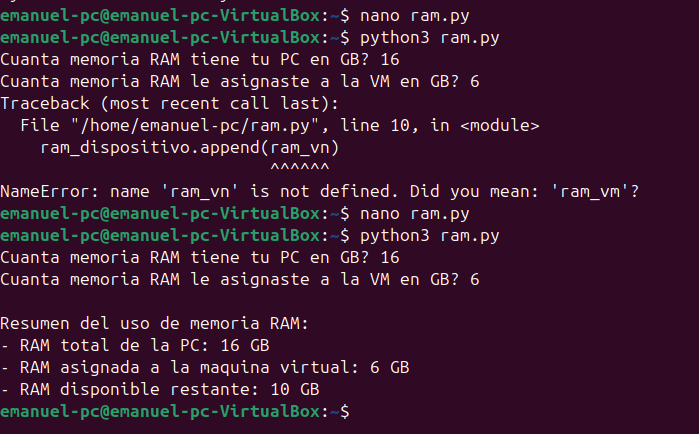 emanuel-pc@emanuel-pc-VirtualBox:~$ nano ram.py
emanuel-pc@emanuel-pc-VirtualBox:~$ python3 ram.py
Cuanta memoria RAM tiene tu PC en GB? 16
Cuanta memoria RAM le asignaste a la VM en GB? 6
Traceback (most recent call last):
  File "/home/emanuel-pc/ram.py", line 10, in <module>
    ram_dispositivo.append(ram_vn)
                           ^^^^^^
NameError: name 'ram_vn' is not defined. Did you mean: 'ram_vm'?
emanuel-pc@emanuel-pc-VirtualBox:~$ nano ram.py
emanuel-pc@emanuel-pc-VirtualBox:~$ python3 ram.py
Cuanta memoria RAM tiene tu PC en GB? 16
Cuanta memoria RAM le asignaste a la VM en GB? 6

Resumen del uso de memoria RAM:
- RAM total de la PC: 16 GB
- RAM asignada a la maquina virtual: 6 GB
- RAM disponible restante: 10 GB
emanuel-pc@emanuel-pc-VirtualBox:~$